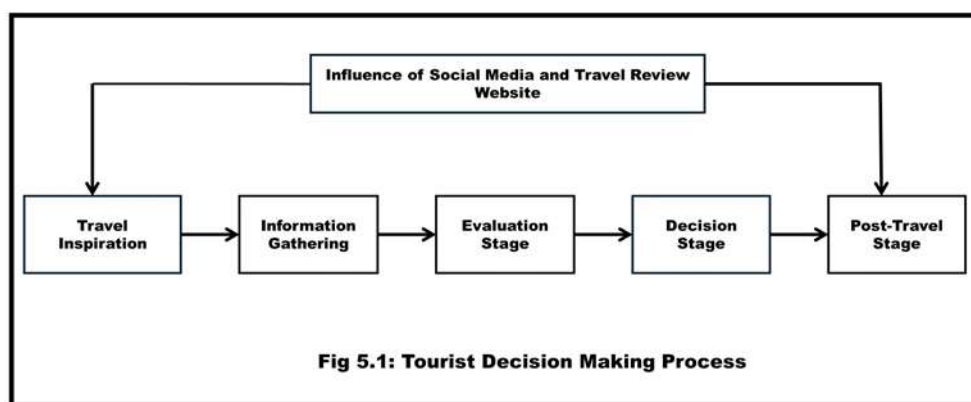 Influence of Social Media and Travel Review
Website
Travel
Inspiration
Information
Gathering
Evaluation
Stage
Decision
Stage
Post-Travel
Stage
Fig 5.1: Tourist Decision Making Process